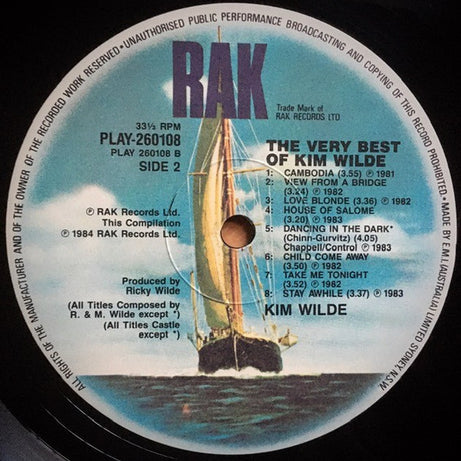 ALL RIGHTS OF THE MANUFACTURER AND OF THE OWNER OF THE RECORDED WORK RESERVED • UNAUTHORISED PUBLIC PERFORMANCE BROADCASTING AND COPYING OF THIS RECORD PROHIBITED. • MADE BY E.M.I. (AUSTRALIA) LIMITED SYDNEY, N.S.W.
RAK
Trade Mark of
RAK RECORDS LTD.
33⅓ RPM
PLAY-260108
PLAY 260108 B
SIDE 2
℗ RAK Records Ltd.
This Compilation
℗ 1984 RAK Records Ltd.
Produced by
Ricky Wilde
(All Titles Composed by
R. & M. Wilde except *)
(All Titles Castle
except *)
THE VERY BEST
OF KIM WILDE
1: CAMBODIA (3.55) ℗ 1981
2: VIEW FROM A BRIDGE
(3.24) ℗ 1982
3: LOVE BLONDE (3.36) ℗ 1982
4: HOUSE OF SALOME
(3.20) ℗ 1983
5: DANCING IN THE DARK*
(Chinn-Gurvitz) (4.05)
Chappell/Control ℗ 1983
6: CHILD COME AWAY
(3.50) ℗ 1982
7: TAKE ME TONIGHT
(3.52) ℗ 1982
8: STAY AWHILE (3.37) ℗ 1983
KIM WILDE